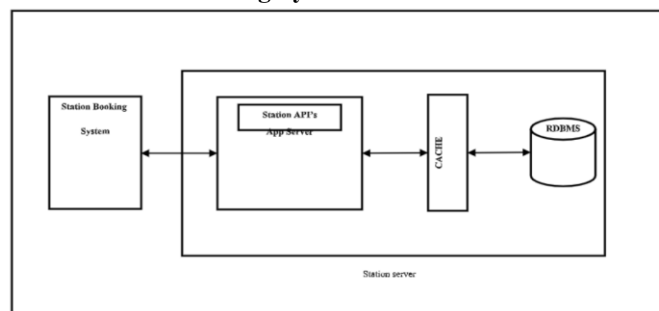 Station Booking
System
Station API's
App Server
CACHE
RDBMS
Station server